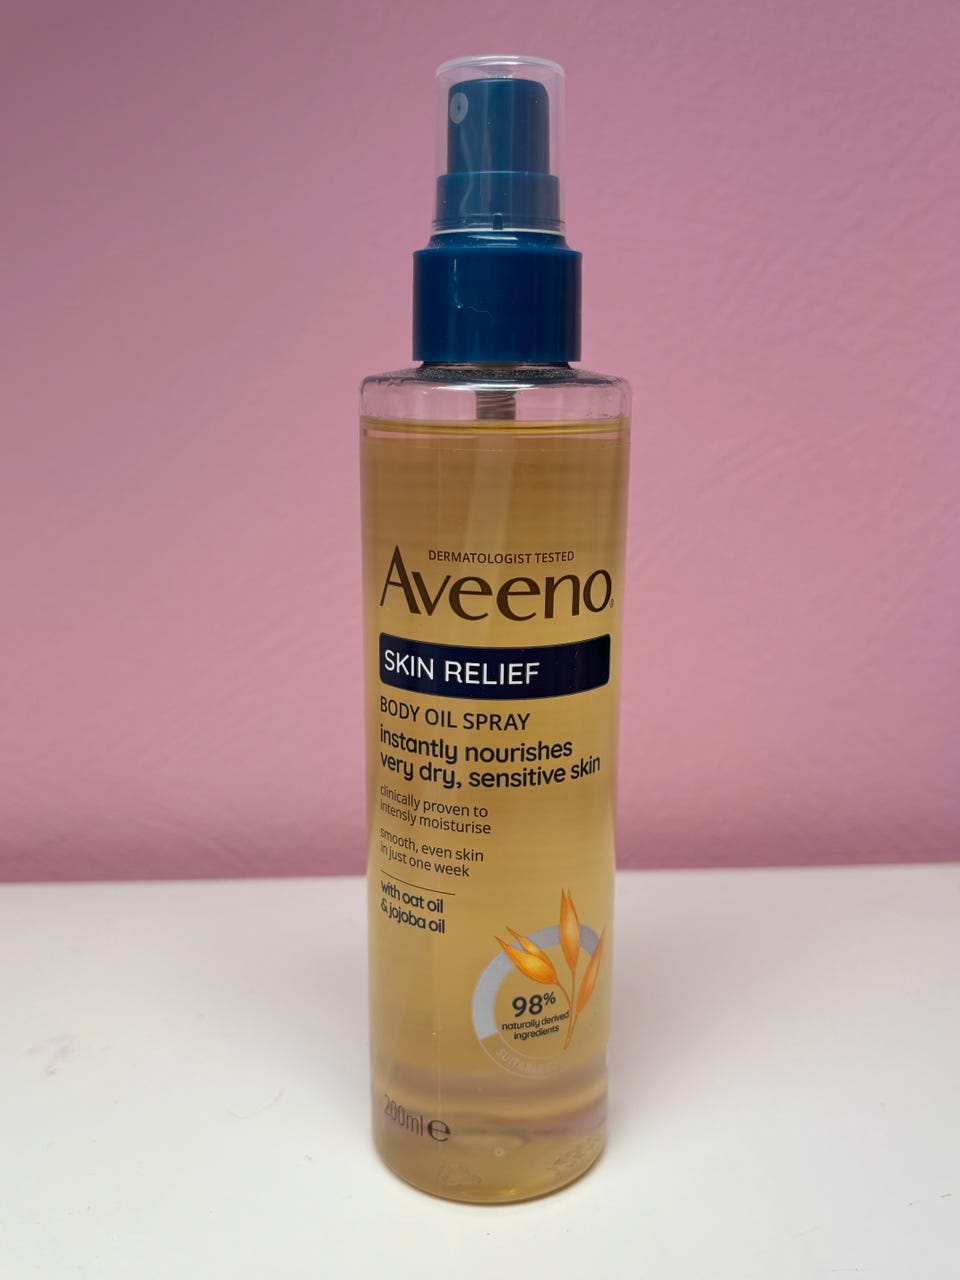 DERMATOLOGIST TESTED
Aveeno®
SKIN RELIEF
BODY OIL SPRAY
instantly nourishes
very dry, sensitive skin
clinically proven to
intensly moisturise
smooth, even skin
in just one week
with oat oil
& jojoba oil
98%
naturally derived
ingredients
SUITABLE
200ml ℮